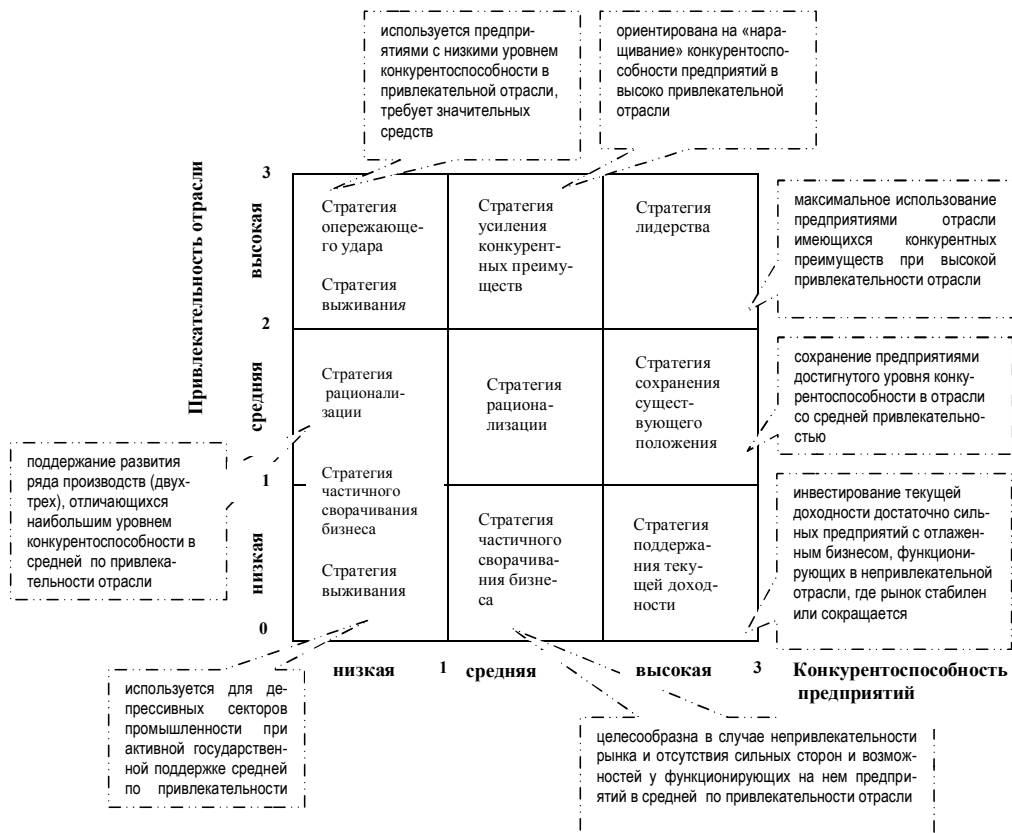 используется предпри-
ятиями с низкими уровнем
конкурентоспособности в
привлекательной отрасли,
требует значительных
средств
ориентирована на «нара-
щивание» конкурентоспо-
собности предприятий в
высоко привлекательной
отрасли
Привлекательность отрасли
3
высокая
2
средняя
1
низкая
0
Стратегия
опережающе-
го удара
Стратегия
выживания
Стратегия
усиления
конкурент-
ных преиму-
ществ
Стратегия
лидерства
максимальное использование
предприятиями отрасли
имеющихся конкурентных
преимуществ при высокой
привлекательности отрасли
Стратегия
рационали-
зации
Стратегия
рациона-
лизации
Стратегия
сохранения
сущест-
вующего
положения
сохранение предприятиями
достигнутого уровня конку-
рентоспособности в отрасли
со средней привлекательно-
стью
поддержание развития
ряда производств (двух-
трех), отличающихся
наибольшим уровнем
конкурентоспособности в
средней по привлека-
тельности отрасли
Стратегия
частичного
сворачивания
бизнеса
Стратегия
выживания
Стратегия
частичного
сворачива-
ния бизне-
са
Стратегия
поддержа-
ния теку-
щей доход-
ности
инвестирование текущей
доходности достаточно силь-
ных предприятий с отлажен-
ным бизнесом, функциони-
рующих в непривлекательной
отрасли, где рынок стабилен
или сокращается
низкая
1
средняя
высокая
3
Конкурентоспособность
предприятий
используется для де-
прессивных секторов
промышленности при
активной государствен-
ной поддержке средней
по привлекательности
целесообразна в случае непривлекательности
рынка и отсутствия сильных сторон и возмож-
ностей у функционирующих на нем предпри-
ятий в средней по привлекательности отрасли